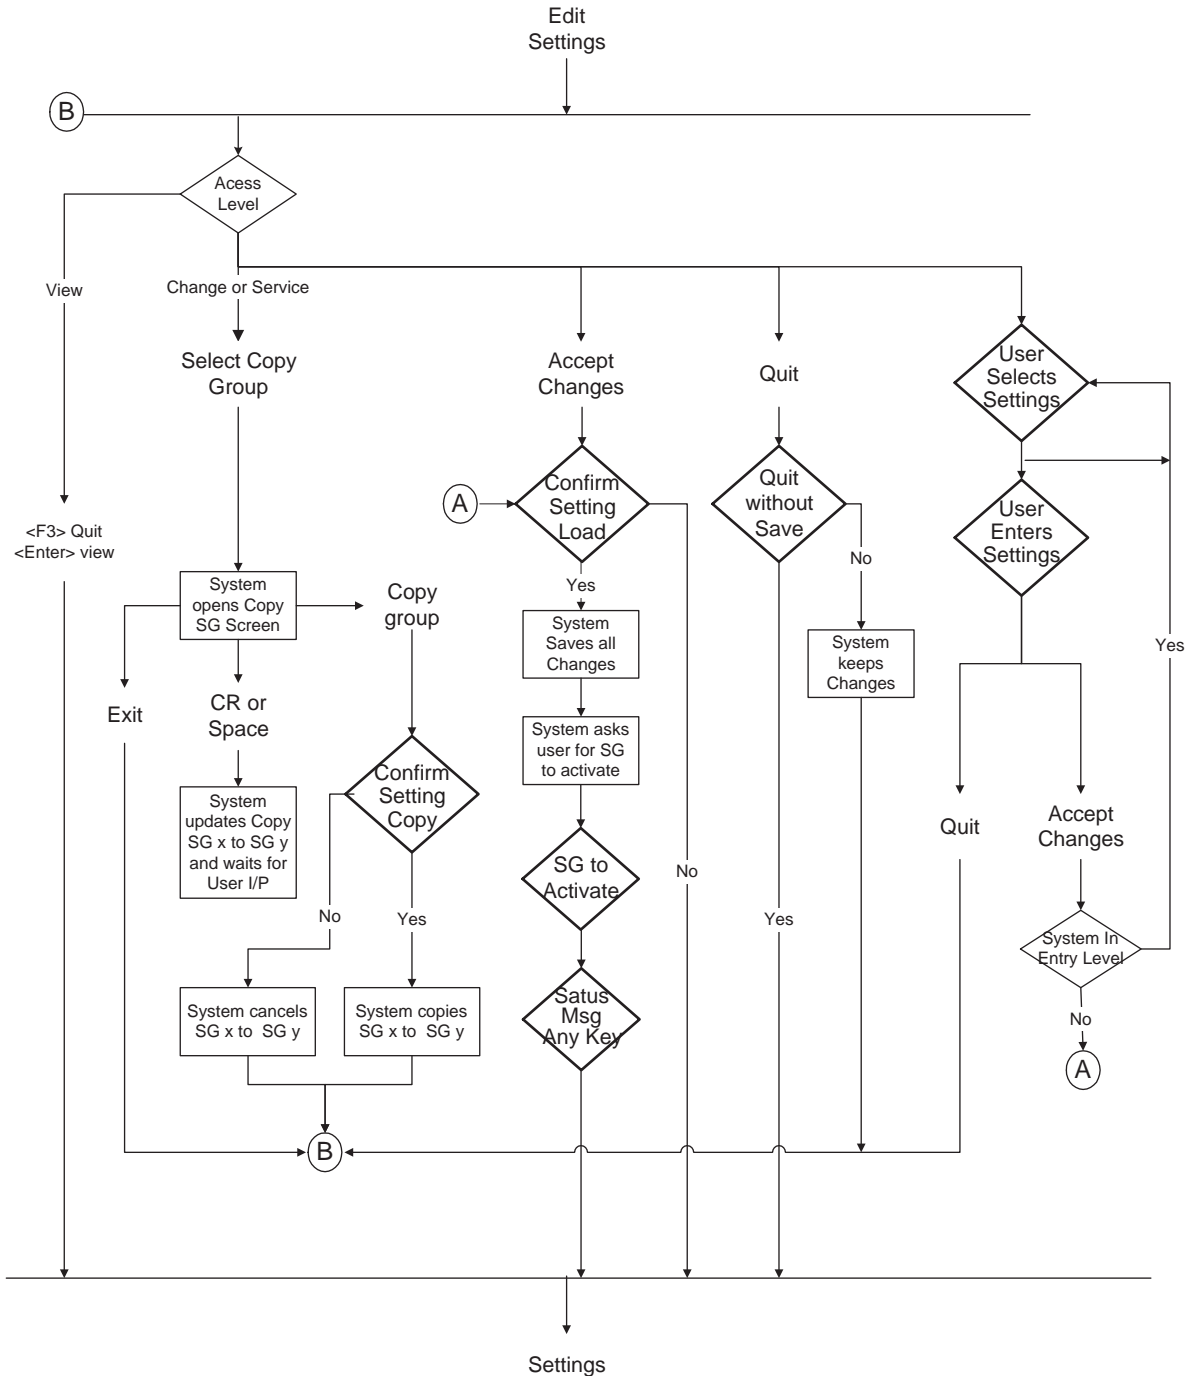 Edit
Settings
B
Acess
Level
View
Change or Service
Select Copy
Group
Accept
Changes
Quit
User
Selects
Settings
A
Confirm
Setting
Load
Quit
without
Save
User
Enters
Settings
<F3> Quit
<Enter> view
No
System
opens Copy
SG Screen
Copy
group
Yes
System
Saves all
Changes
System
keeps
Changes
Yes
Exit
CR or
Space
System asks
user for SG
to activate
Confirm
Setting
Copy
System
updates Copy
SG x to SG y
and waits for
User I/P
Quit
Accept
Changes
SG to
Activate
No
No
Yes
Yes
System In
Entry Level
Satus
Msg
Any Key
System cancels
SG x to SG y
System copies
SG x to SG y
No
A
B
Settings